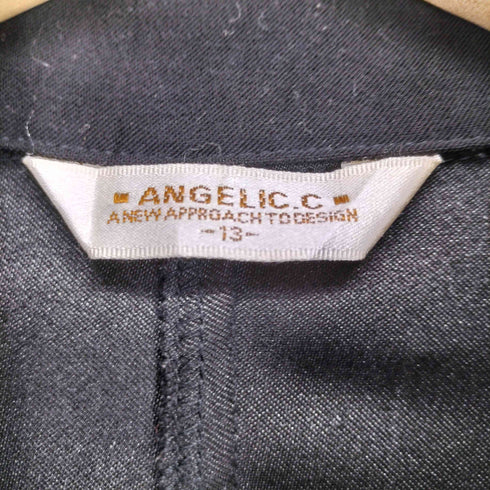 ANGELIC.C
A NEW APPROACH TO DESIGN
-13-